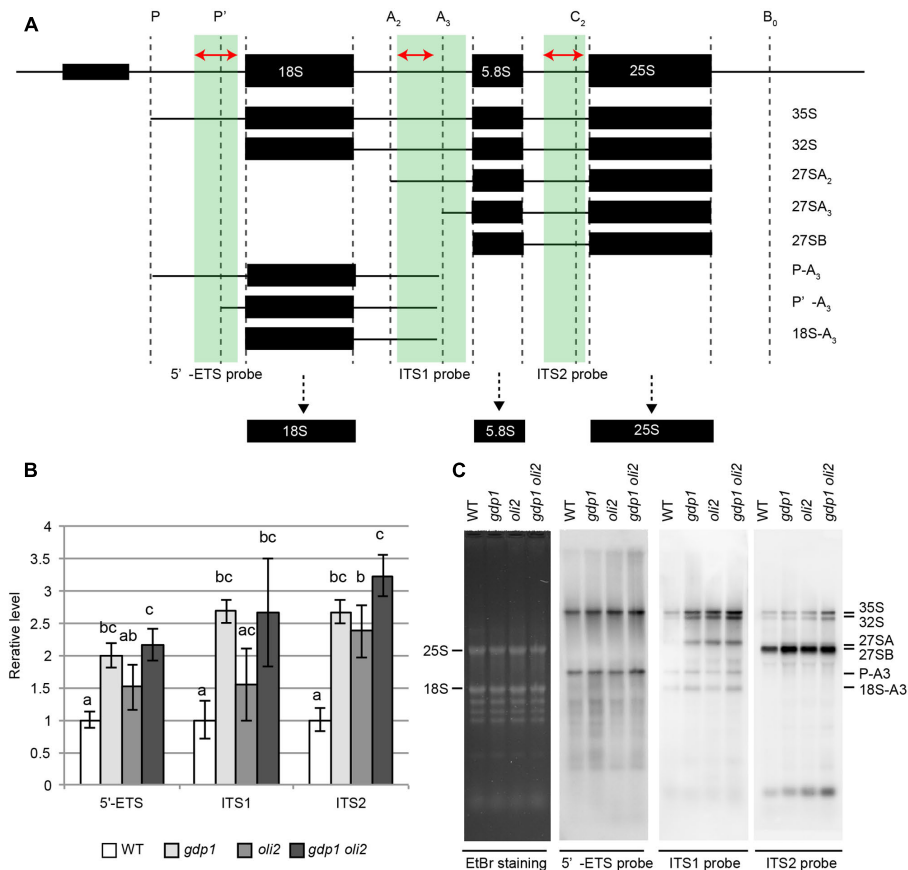 A
P P' A2 A3 C2 B0
18S 5.8S 25S
35S
32S
27SA2
27SA3
27SB
P-A3
P' -A3
18S-A3
5' -ETS probe ITS1 probe ITS2 probe
18S 5.8S 25S
B
Rerative level
4
3.5
3
2.5
2
1.5
1
0.5
0
a bc ab c
a bc ac bc
a bc b c
5'-ETS ITS1 ITS2
WT gdp1 oli2 gdp1 oli2
C
WT gdp1 oli2 gdp1 oli2
WT gdp1 oli2 gdp1 oli2
WT gdp1 oli2 gdp1 oli2
WT gdp1 oli2 gdp1 oli2
25S
18S
35S
32S
27SA
27SB
P-A3
18S-A3
EtBr staining 5' -ETS probe ITS1 probe ITS2 probe